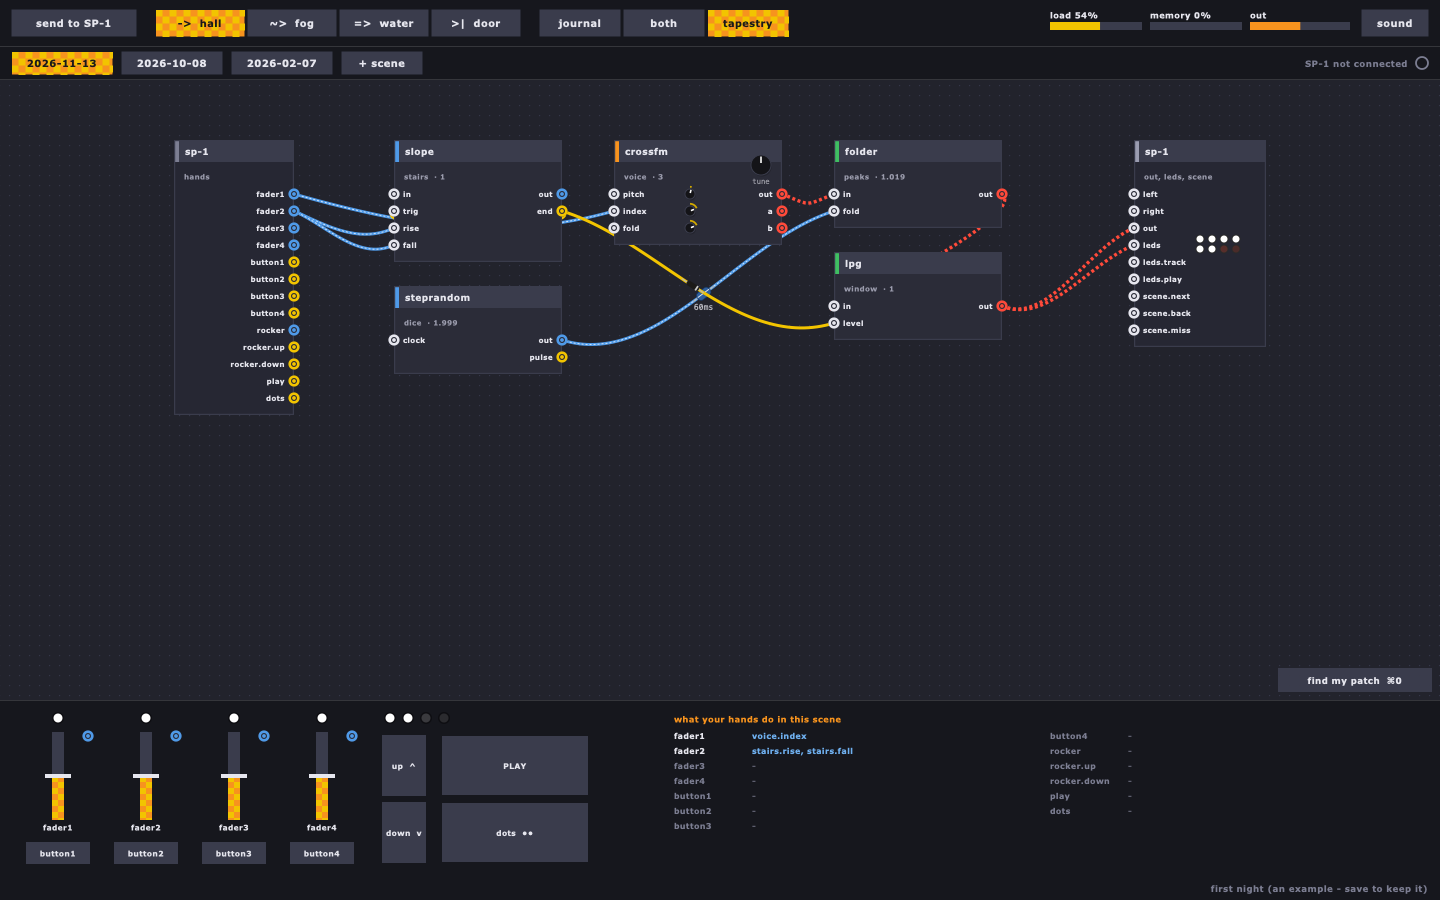 send to SP-1
-> hall
~> fog
=> water
>| door
journal
both
tapestry
load 54%
memory 0%
out
sound
2026-11-13
2026-10-08
2026-02-07
+ scene
SP-1 not connected
sp-1
hands
fader1
fader2
fader3
fader4
button1
button2
button3
button4
rocker
rocker.up
rocker.down
play
dots
slope
stairs · 1
in
out
trig
end
rise
fall
steprandom
dice · 1.999
clock
out
pulse
crossfm
voice · 3
tune
pitch
out
index
a
fold
b
60ms
folder
peaks · 1.019
in
out
fold
lpg
window · 1
in
out
level
sp-1
out, leds, scene
left
right
out
leds
leds.track
leds.play
scene.next
scene.back
scene.miss
find my patch ⌘0
fader1
fader2
fader3
fader4
button1
button2
button3
button4
up ^
down v
PLAY
dots ••
what your hands do in this scene
fader1 voice.index
fader2 stairs.rise, stairs.fall
fader3 -
fader4 -
button1 -
button2 -
button3 -
button4 -
rocker -
rocker.up -
rocker.down -
play -
dots -
first night (an example - save to keep it)